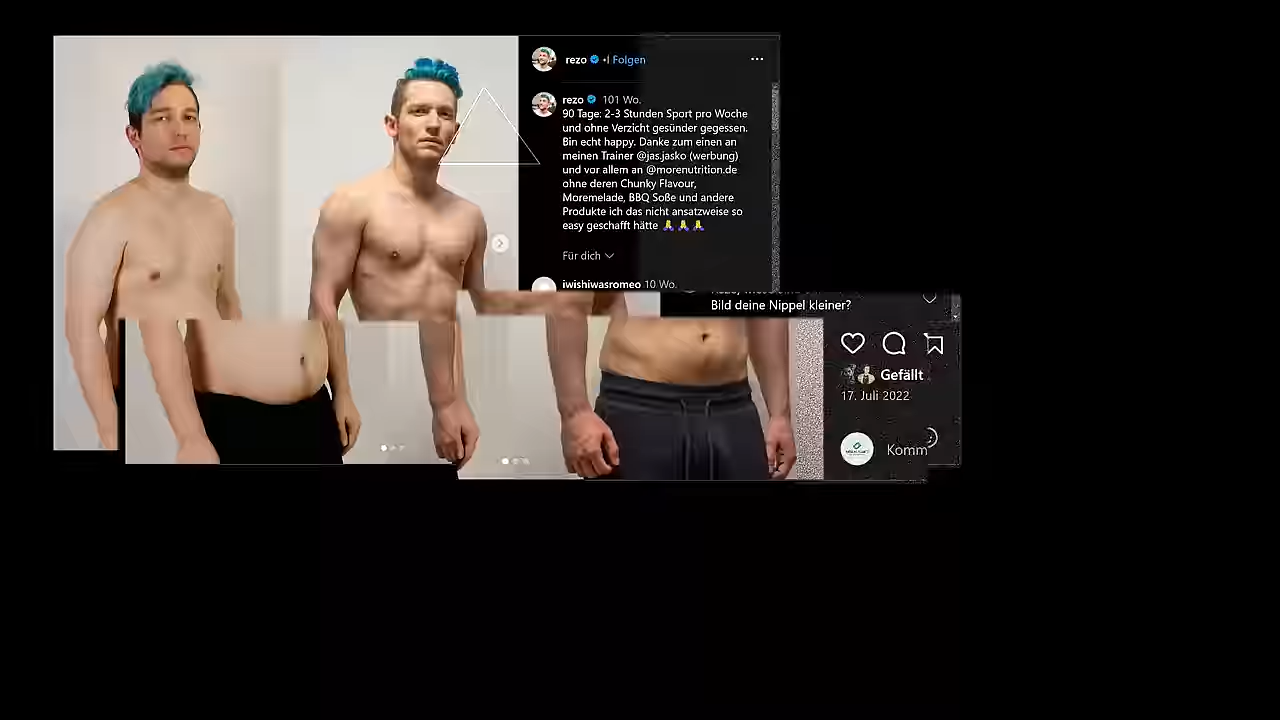 rezo • Folgen
rezo 101 Wo.
90 Tage: 2-3 Stunden Sport pro Woche
und ohne Verzicht gesünder gegessen.
Bin echt happy. Danke zum einen an
meinen Trainer @jas.jasko (werbung)
und vor allem an @morenutrition.de
ohne deren Chunky Flavour,
Moremelade, BBQ Soße und andere
Produkte ich das nicht ansatzweise so
easy geschafft hätte 🙏🙏🙏
Für dich
iwishiwasromeo 10 Wo.
Bild deine Nippel kleiner?
Gefällt
17. Juli 2022
Komm